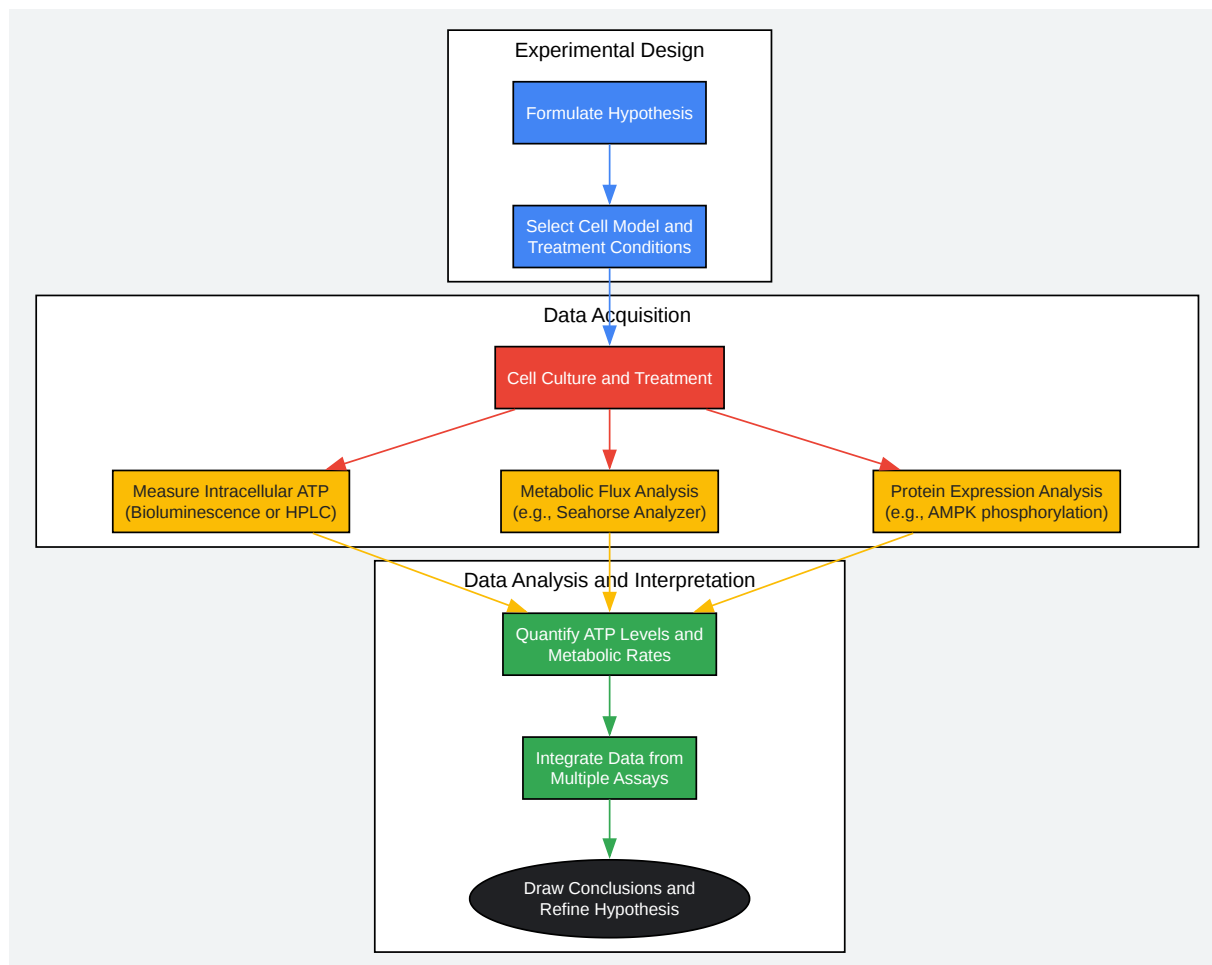 Experimental Design
Formulate Hypothesis
Select Cell Model and
Treatment Conditions
Data Acquisition
Cell Culture and Treatment
Measure Intracellular ATP
(Bioluminescence or HPLC)
Metabolic Flux Analysis
(e.g., Seahorse Analyzer)
Protein Expression Analysis
(e.g., AMPK phosphorylation)
Data Analysis and Interpretation
Quantify ATP Levels and
Metabolic Rates
Integrate Data from
Multiple Assays
Draw Conclusions and
Refine Hypothesis